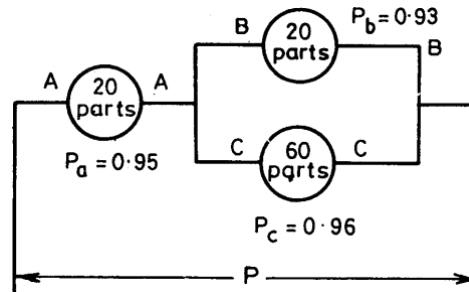 B
20
parts
P_b = 0·93
B
A
20
parts
A
P_a = 0·95
C
60
parts
C
P_c = 0·96
P